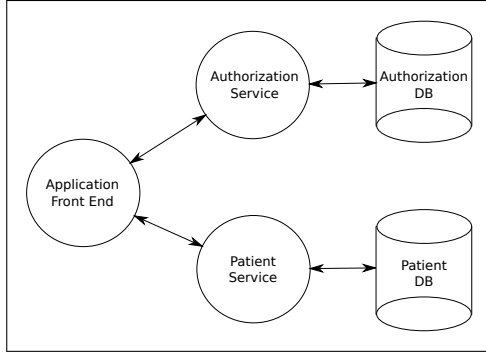 Authorization
Service
Authorization
DB
Application
Front End
Patient
Service
Patient
DB